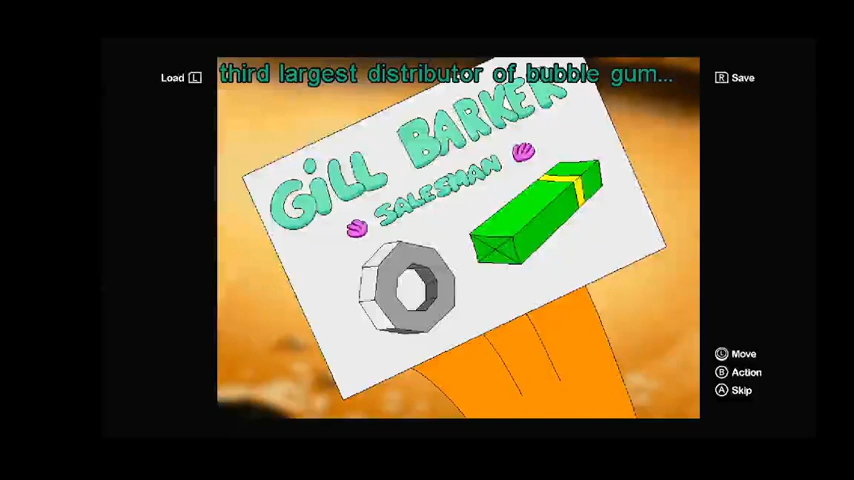 Load L
third largest distributor of bubble gum...
R Save
GiLL BARKER
SALESMAN
L Move
B Action
A Skip